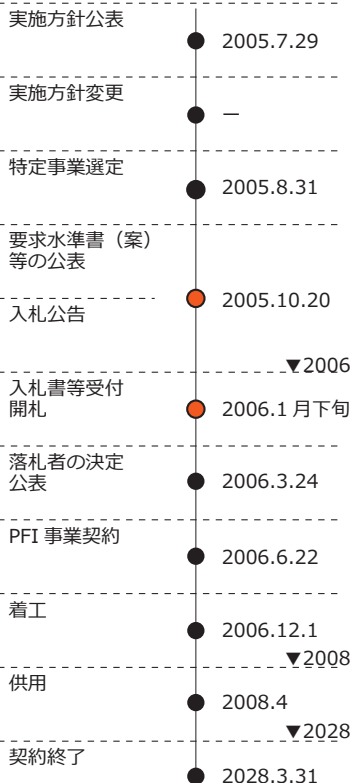 実施方針公表
2005.7.29
実施方針変更
ー
特定事業選定
2005.8.31
要求水準書（案）
等の公表
2005.10.20
入札公告
▼2006
入札書等受付
開札
2006.1 月下旬
落札者の決定
公表
2006.3.24
PFI 事業契約
2006.6.22
着工
2006.12.1
▼2008
供用
2008.4
▼2028
契約終了
2028.3.31